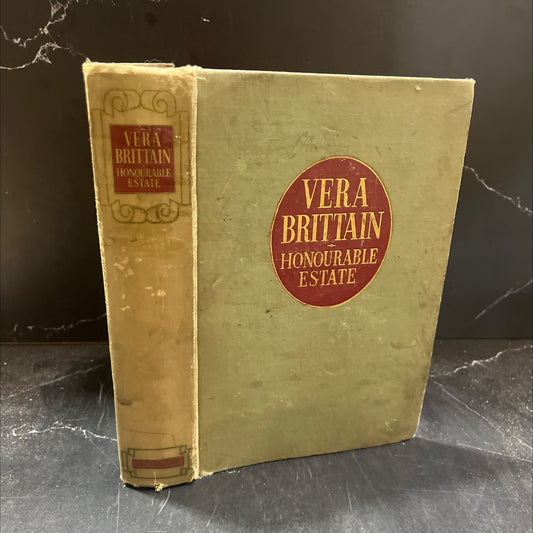 VERA
BRITTAIN
HONOURABLE
ESTATE
VERA
BRITTAIN
HONOURABLE
ESTATE